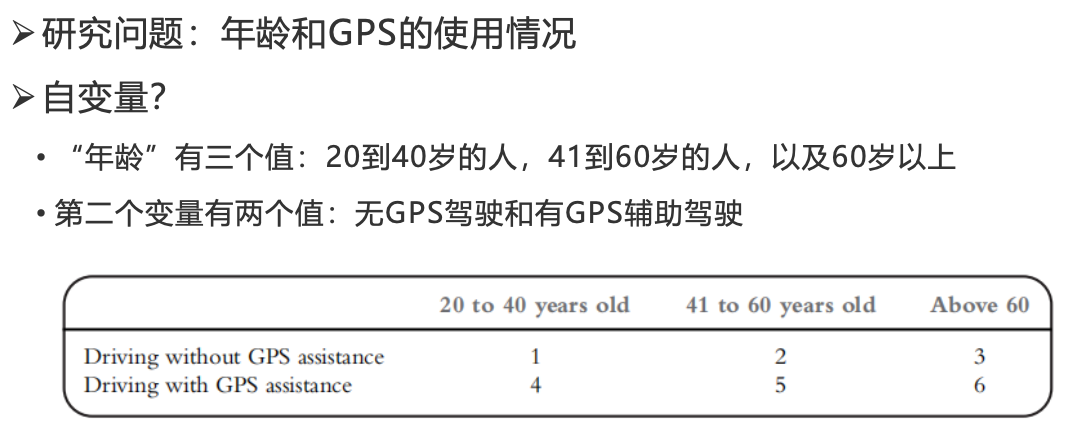 ➢研究问题：年龄和GPS的使用情况
➢自变量？
• “年龄”有三个值：20到40岁的人，41到60岁的人，以及60岁以上
• 第二个变量有两个值：无GPS驾驶和有GPS辅助驾驶
20 to 40 years old 41 to 60 years old Above 60
Driving without GPS assistance 1 2 3
Driving with GPS assistance 4 5 6